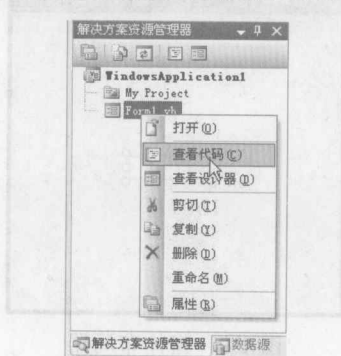 解决方案资源管理器
WindowsApplication1
My Project
Form1.vb
打开(O)
查看代码(C)
查看设计器(D)
剪切(T)
复制(Y)
删除(D)
重命名(M)
属性(R)
解决方案资源管理器 数据源